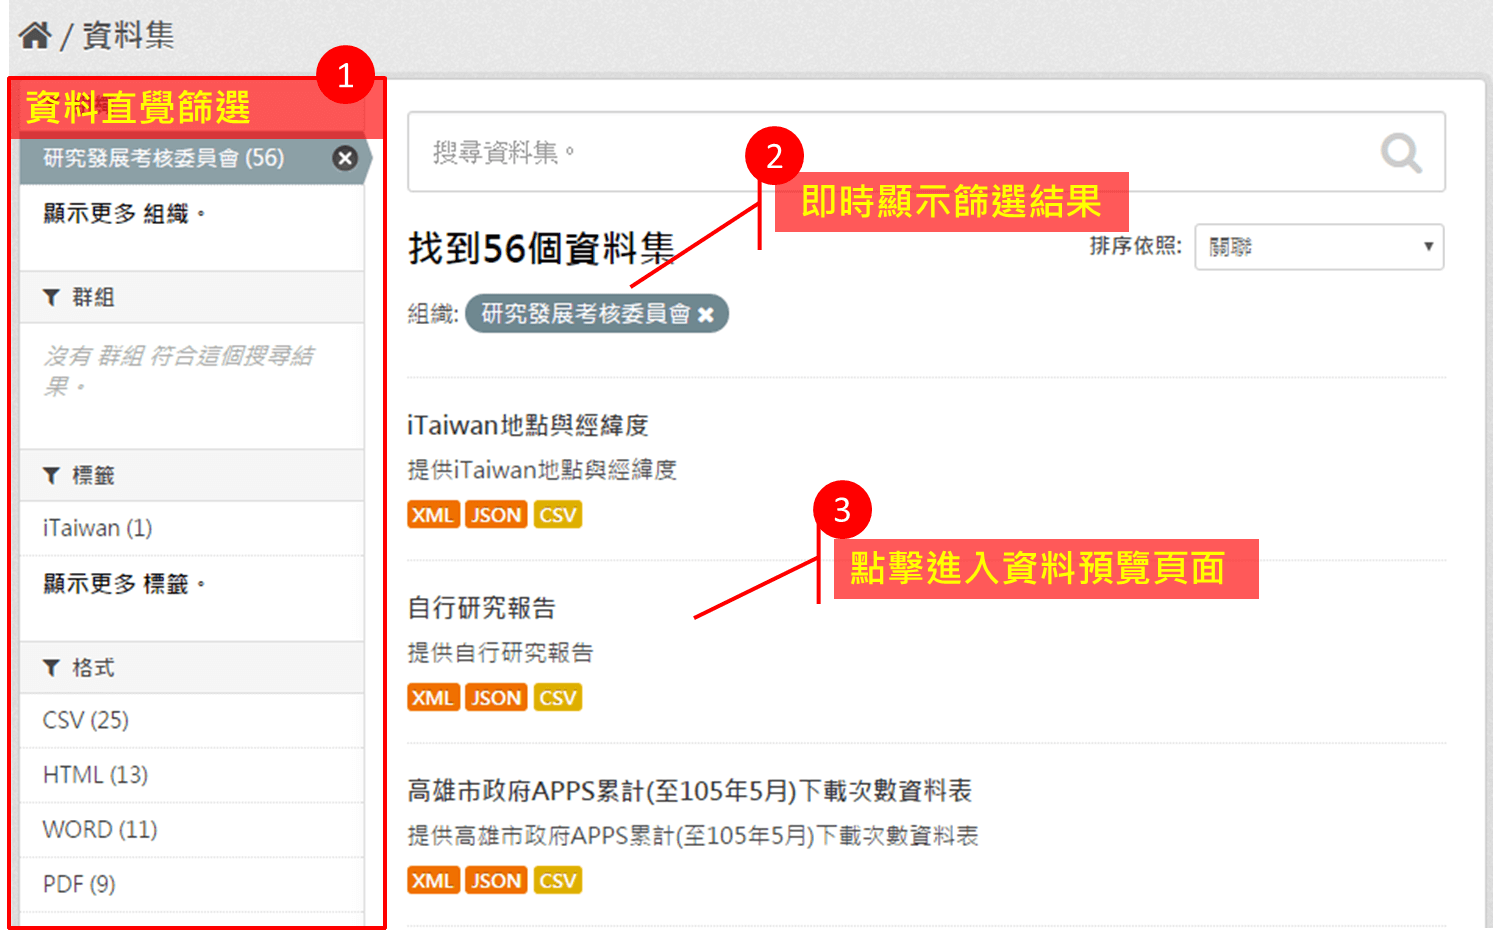 / 資料集
1
資料直覺篩選
研究發展考核委員會 (56)
顯示更多 組織。
群組
沒有 群組 符合這個搜尋結
果。
標籤
iTaiwan (1)
顯示更多 標籤。
格式
CSV (25)
HTML (13)
WORD (11)
PDF (9)
搜尋資料集。
2
即時顯示篩選結果
找到56個資料集
排序依照:
關聯
組織:
研究發展考核委員會
iTaiwan地點與經緯度
提供iTaiwan地點與經緯度
XML JSON CSV
3
點擊進入資料預覽頁面
自行研究報告
提供自行研究報告
XML JSON CSV
高雄市政府APPS累計(至105年5月)下載次數資料表
提供高雄市政府APPS累計(至105年5月)下載次數資料表
XML JSON CSV